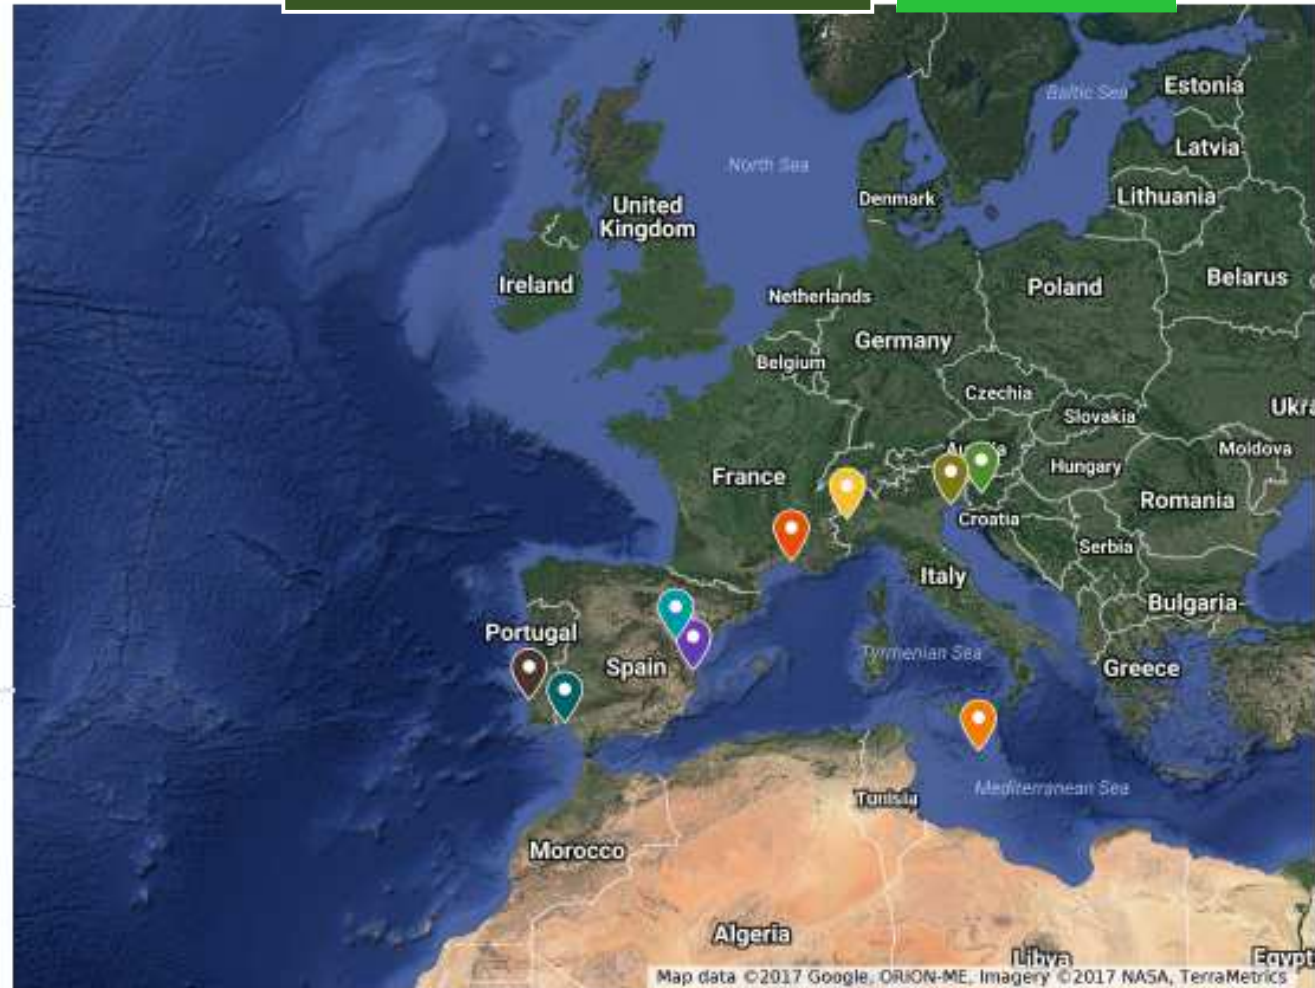 Estonia
Baltic Sea
Latvia
North Sea
Lithuania
Denmark
United
Kingdom
Belarus
Ireland
Poland
Netherlands
Germany
Belgium
Czechia
Slovakia
Ukra
Moldova
France
Hungary
Romania
Croatia
Serbia
Italy
Bulgaria
Portugal
Tyrrhenian Sea
Spain
Greece
Mediterranean Sea
Tunisia
Morocco
Algeria
Libya
Egypt
Map data ©2017 Google, ORION-ME, Imagery ©2017 NASA, TerraMetrics